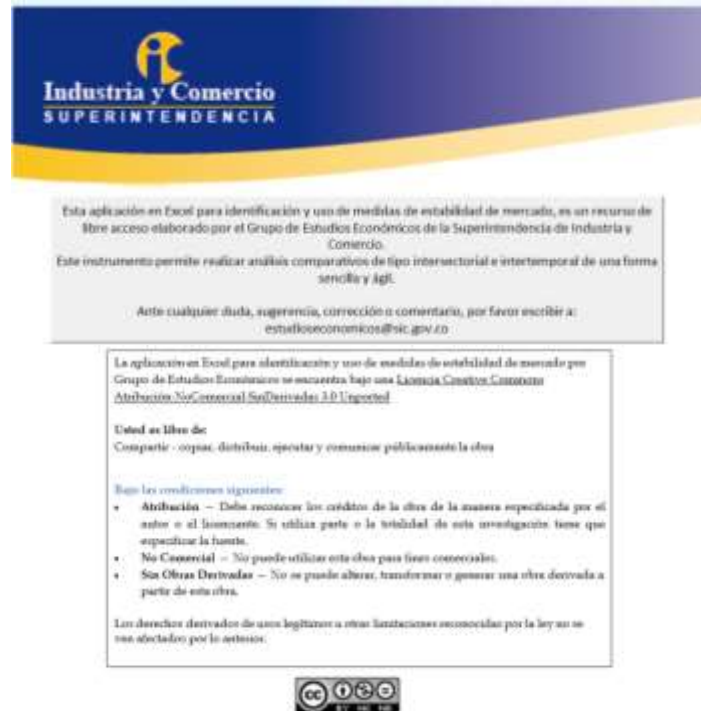 Industria y Comercio
SUPERINTENDENCIA
Esta aplicación en Excel para identificación y uso de medidas de estabilidad de mercado, es un recurso de
libre acceso elaborado por el Grupo de Estudios Económicos de la Superintendencia de Industria y
Comercio.
Este instrumento permite realizar análisis comparativos de tipo intersectorial e intertemporal de una forma
sencilla y ágil.
Ante cualquier duda, sugerencia, corrección o comentario, por favor escribir a:
estudioseconomicos@sic.gov.co
La aplicación en Excel para identificación y uso de medidas de estabilidad de mercado por
Grupo de Estudios Económicos se encuentra bajo una Licencia Creative Commons
Atribución-NoComercial-SinDerivadas 3.0 Unported
Usted es libre de:
Compartir - copiar, distribuir, ejecutar y comunicar públicamente la obra
Bajo las condiciones siguientes:
• Atribución — Debe reconocer los créditos de la obra de la manera especificada por el
autor o el licenciante. Si utiliza parte o la totalidad de esta investigación tiene que
especificar la fuente.
• No Comercial — No puede utilizar esta obra para fines comerciales.
• Sin Obras Derivadas — No se puede alterar, transformar o generar una obra derivada a
partir de esta obra.
Los derechos derivados de usos legítimos u otras limitaciones reconocidas por la ley no se
ven afectados por lo anterior.
cc
BY NC ND